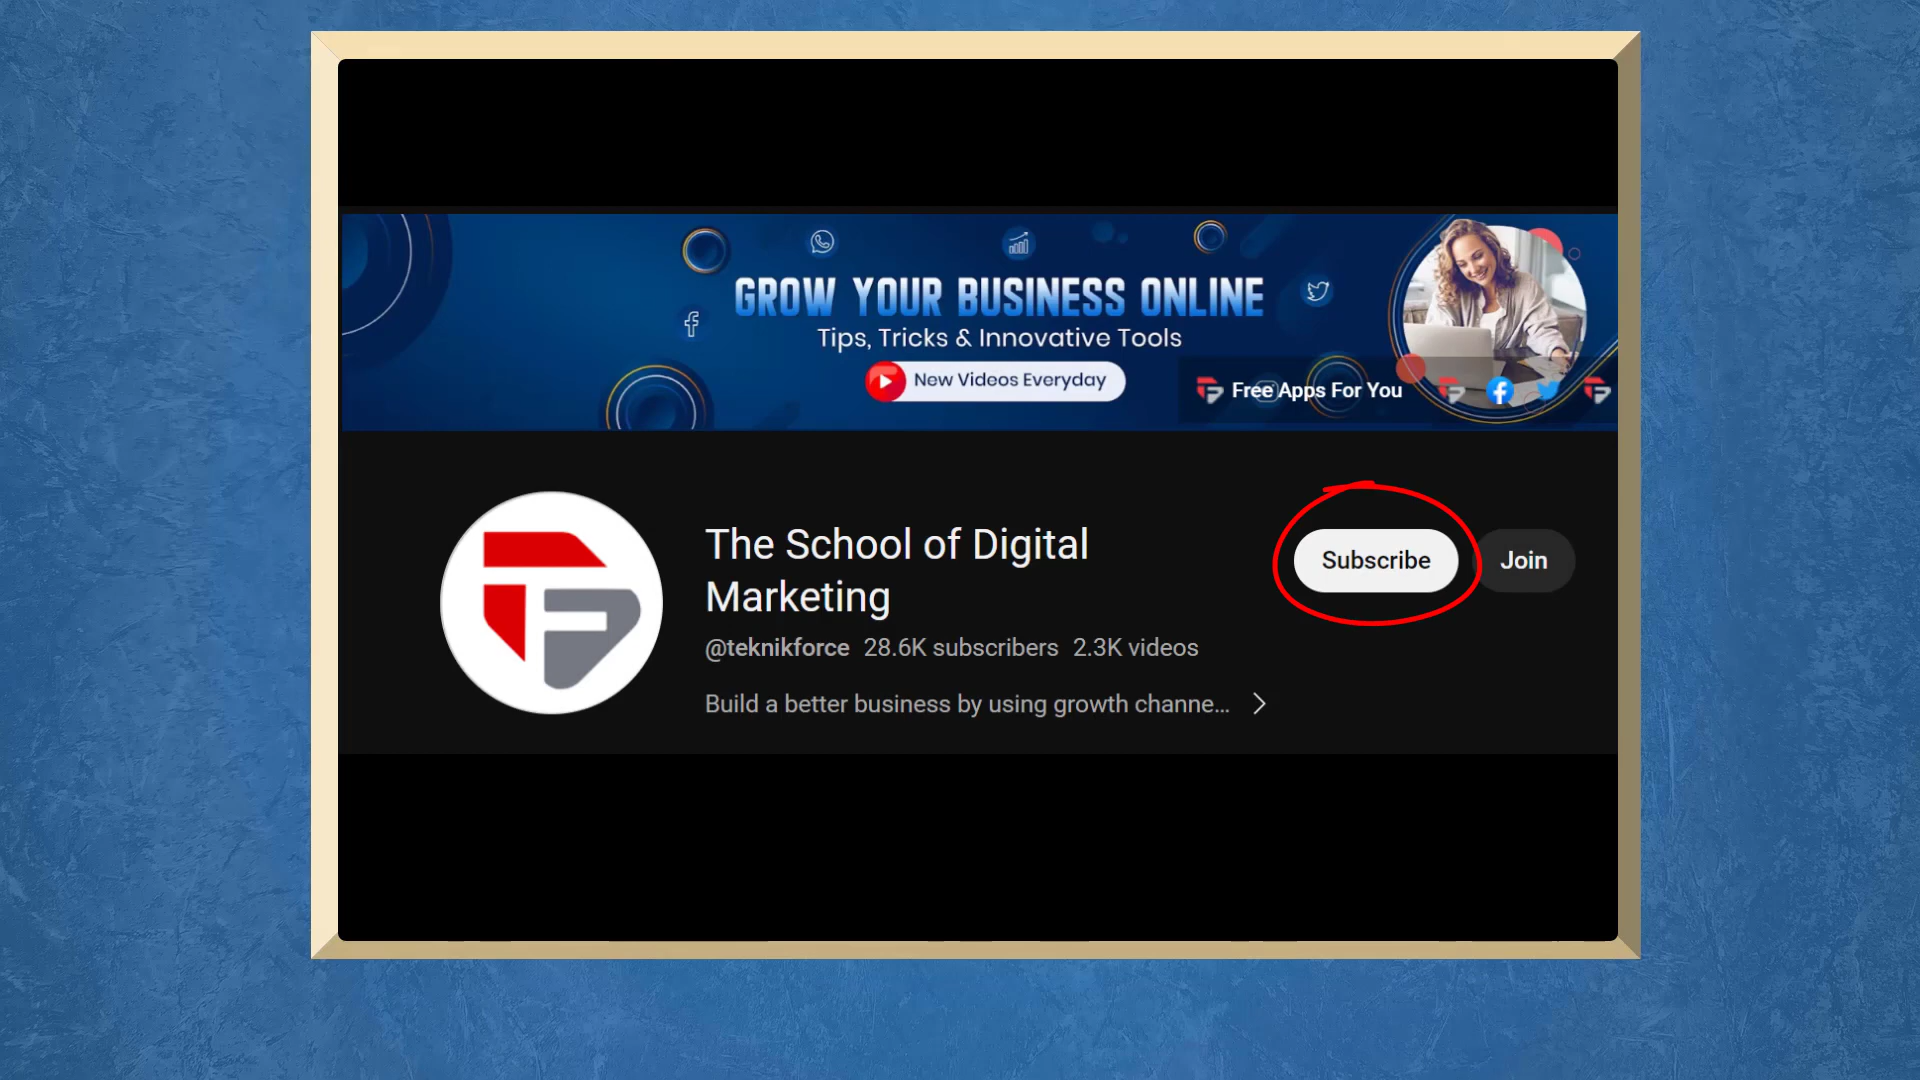 GROW YOUR BUSINESS ONLINE
Tips, Tricks & Innovative Tools
New Videos Everyday
Free Apps For You
The School of Digital
Marketing
@teknikforce 28.6K subscribers 2.3K videos
Build a better business by using growth channe...
Subscribe
Join